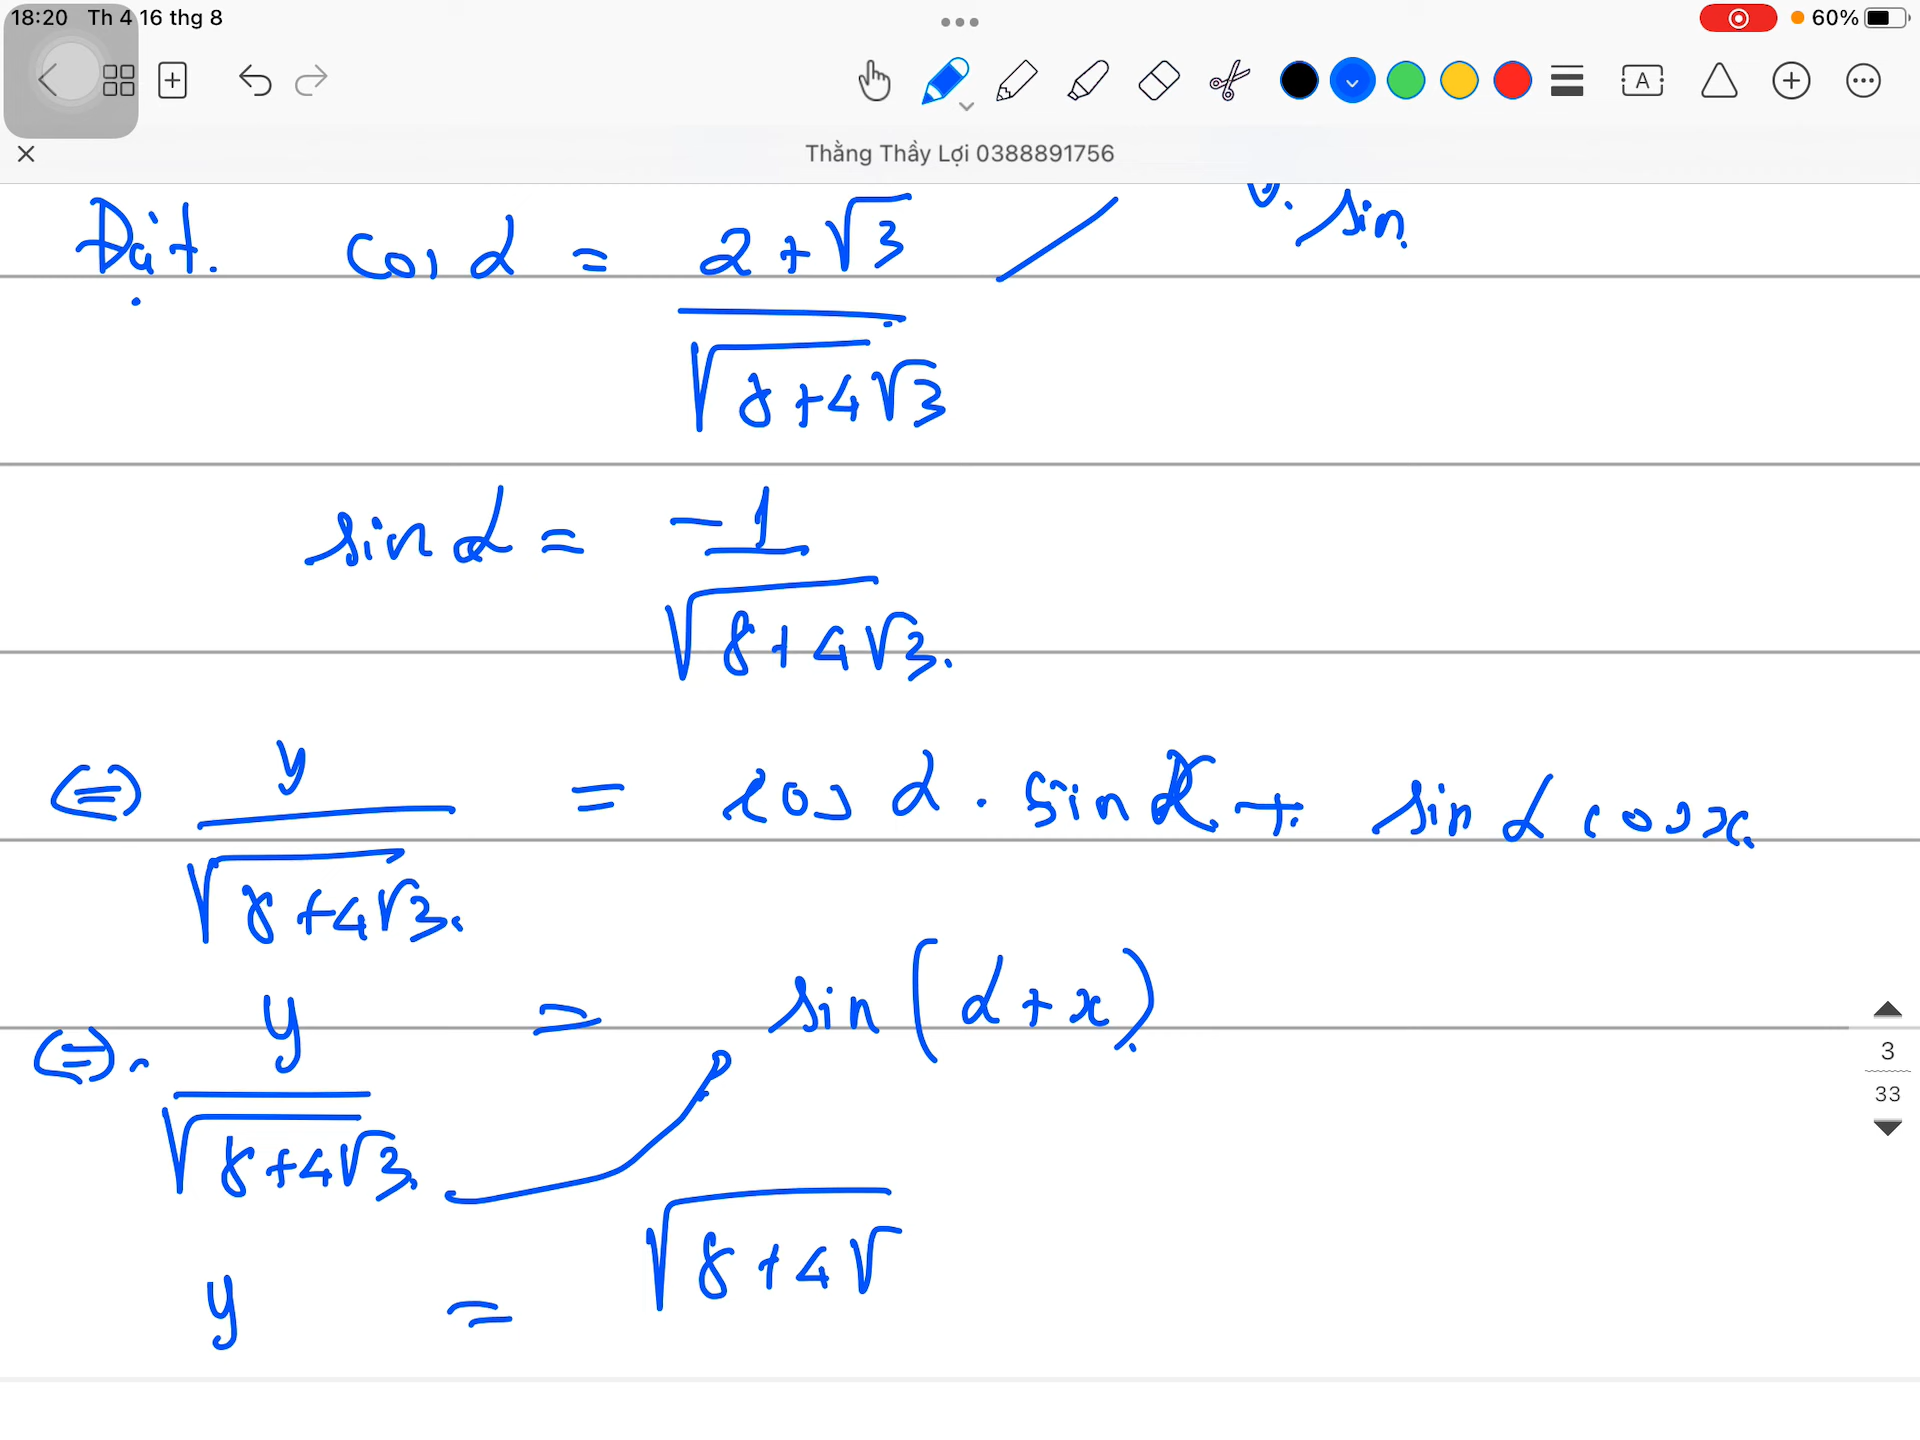 18:20 Th 4 16 thg 8
60%
A
Thằng Thầy Lợi 0388891756
sin
Đặt. cos α = 2 + √3 / √8 + 4√3
sin α = -1 / √8 + 4√3.
(=) y / √8 + 4√3. = cos α . sin x + sin α cos x.
(=). y / √8 + 4√3. = sin (α + x)
y = √8 + 4√
3
33